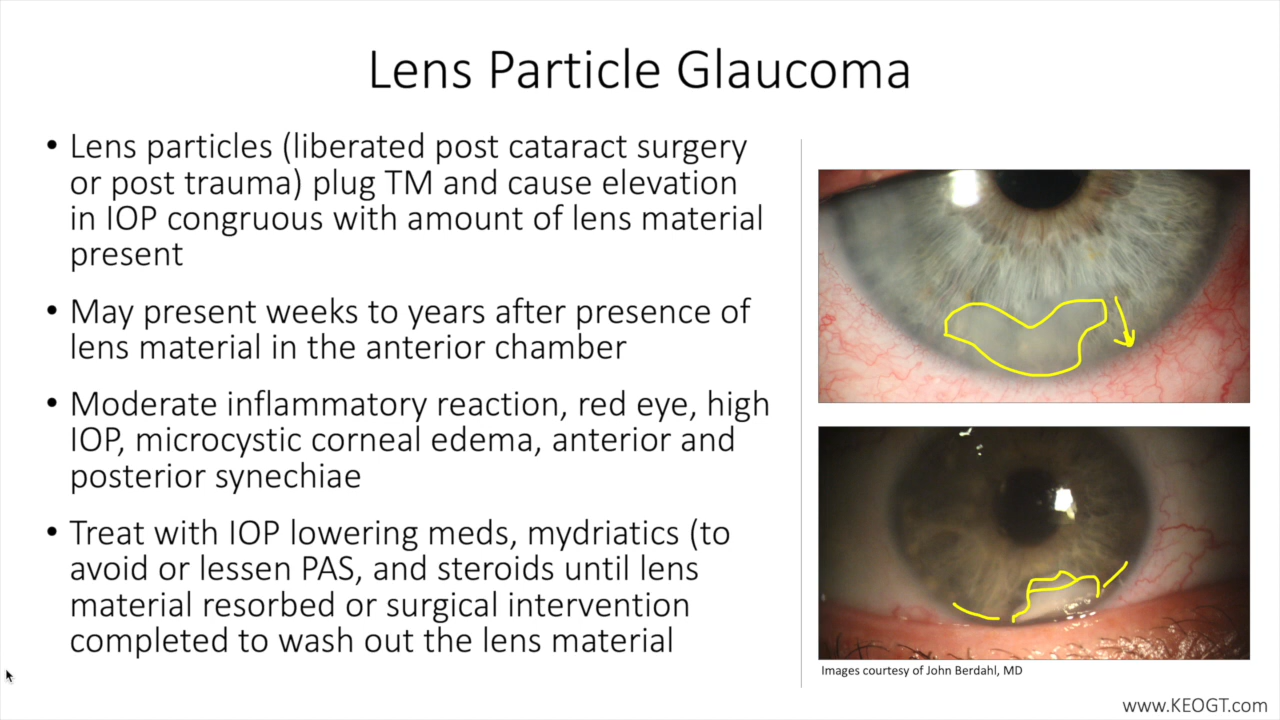 Lens Particle Glaucoma
• Lens particles (liberated post cataract surgery
or post trauma) plug TM and cause elevation
in IOP congruous with amount of lens material
present
• May present weeks to years after presence of
lens material in the anterior chamber
• Moderate inflammatory reaction, red eye, high
IOP, microcystic corneal edema, anterior and
posterior synechiae
• Treat with IOP lowering meds, mydriatics (to
avoid or lessen PAS, and steroids until lens
material resorbed or surgical intervention
completed to wash out the lens material
Images courtesy of John Berdahl, MD
www.KEOGT.com